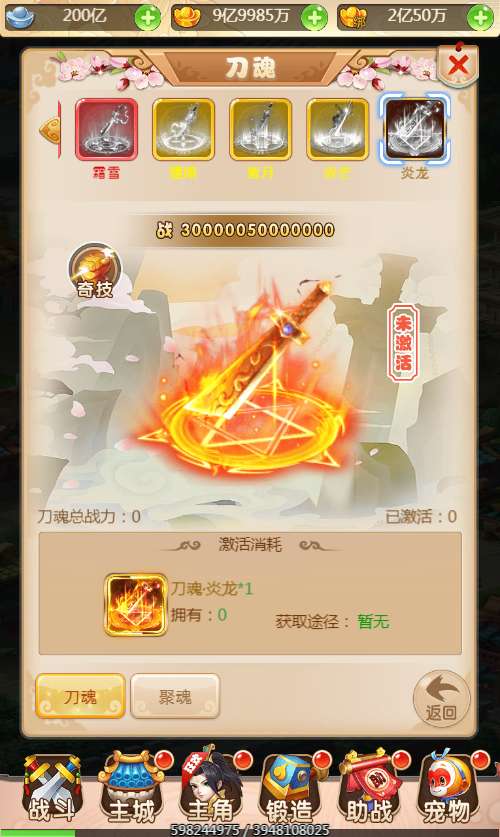 200亿
9亿9985万
2亿50万
刀魂
霜雪
炎龙
战 30000050000000
奇技
未激活
刀魂总战力：0
已激活：0
激活消耗
刀魂·炎龙*1
拥有：0
获取途径：暂无
刀魂
聚魂
返回
战斗
主城
主角
锻造
助战
宠物
598244975 / 3948108025